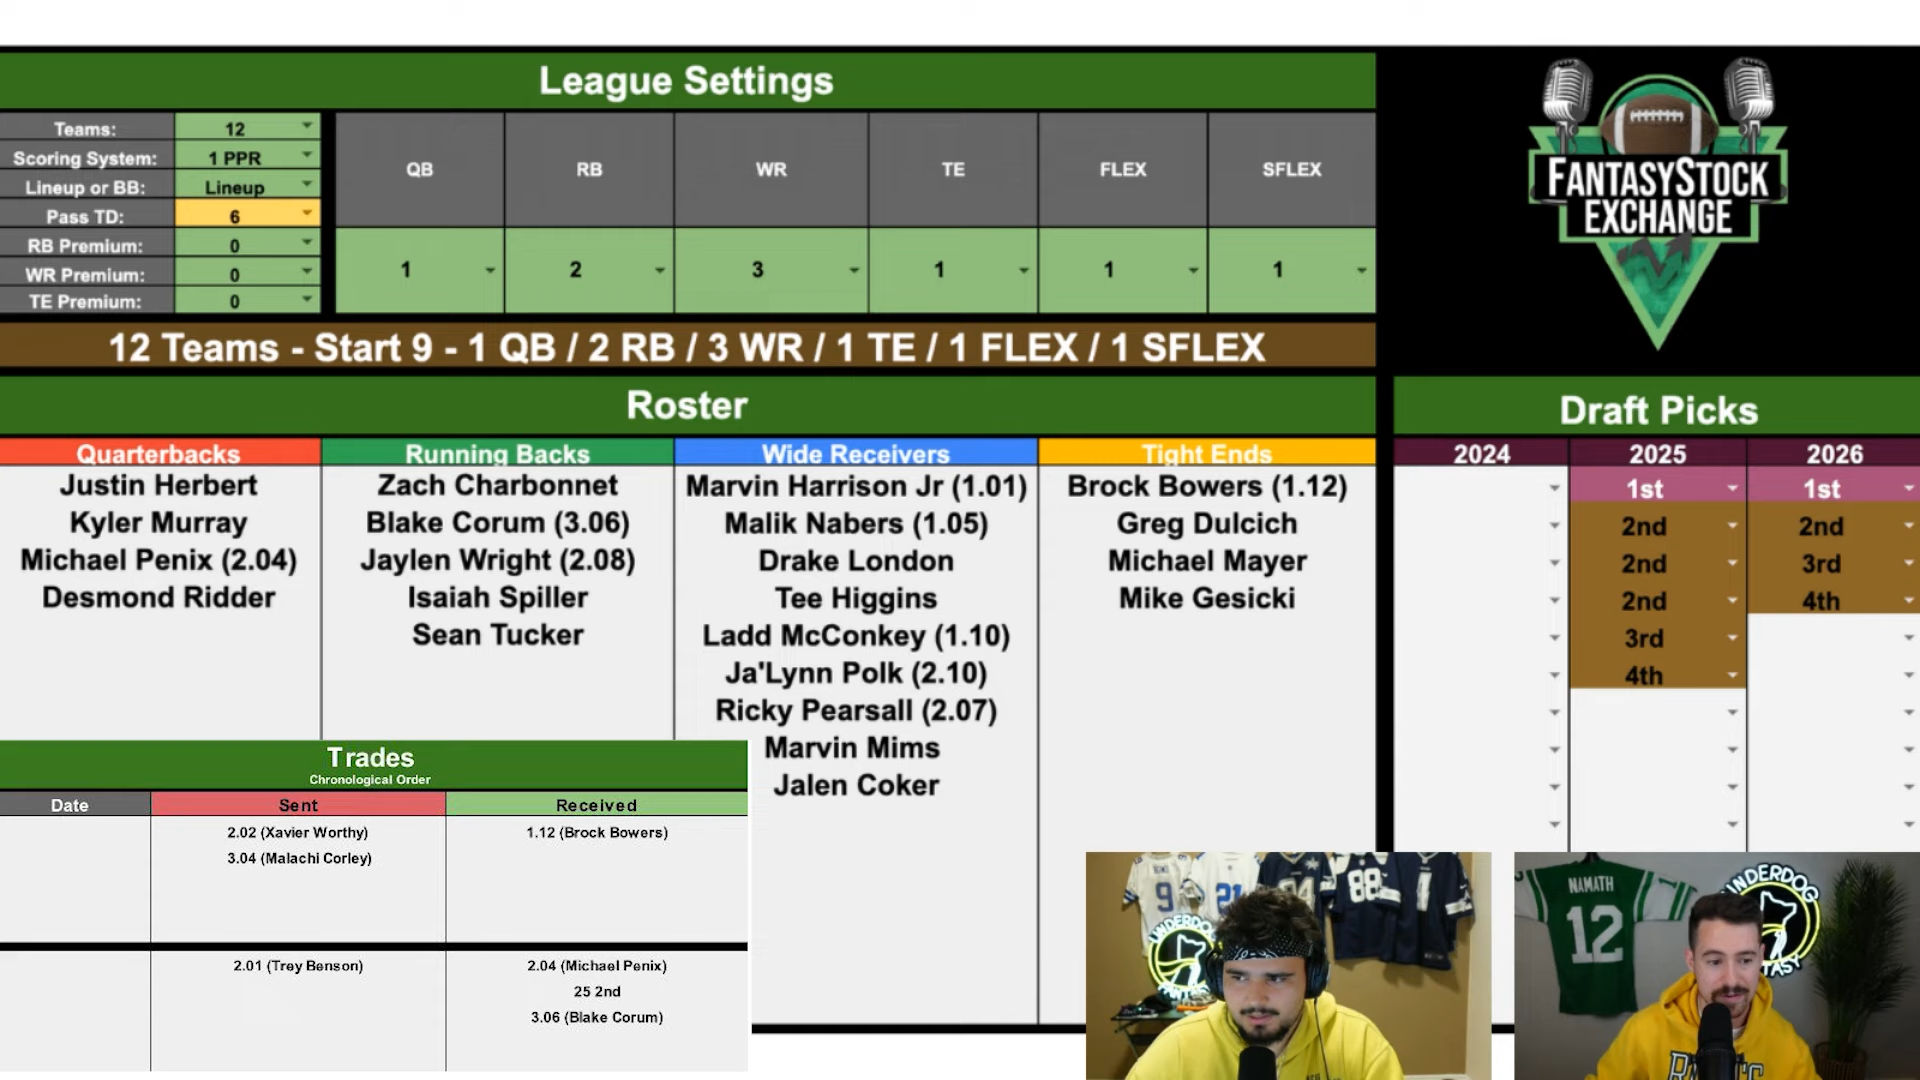 League Settings
Teams: 12
Scoring System: 1 PPR
Lineup or BB: Lineup
Pass TD: 6
RB Premium: 0
WR Premium: 0
TE Premium: 0
QB RB WR TE FLEX SFLEX
1 2 3 1 1 1
12 Teams - Start 9 - 1 QB / 2 RB / 3 WR / 1 TE / 1 FLEX / 1 SFLEX
FANTASYSTOCK
EXCHANGE
Roster
Quarterbacks
Justin Herbert
Kyler Murray
Michael Penix (2.04)
Desmond Ridder
Running Backs
Zach Charbonnet
Blake Corum (3.06)
Jaylen Wright (2.08)
Isaiah Spiller
Sean Tucker
Wide Receivers
Marvin Harrison Jr (1.01)
Malik Nabers (1.05)
Drake London
Tee Higgins
Ladd McConkey (1.10)
Ja'Lynn Polk (2.10)
Ricky Pearsall (2.07)
Marvin Mims
Jalen Coker
Tight Ends
Brock Bowers (1.12)
Greg Dulcich
Michael Mayer
Mike Gesicki
Draft Picks
2024 2025 2026
1st 1st
2nd 2nd
2nd 3rd
2nd 4th
3rd
4th
Trades
Chronological Order
Date Sent Received
2.02 (Xavier Worthy) 1.12 (Brock Bowers)
3.04 (Malachi Corley)
2.01 (Trey Benson) 2.04 (Michael Penix)
25 2nd
3.06 (Blake Corum)
9 21 88 4
UNDERDOG
FANTASY
NAMATH
12